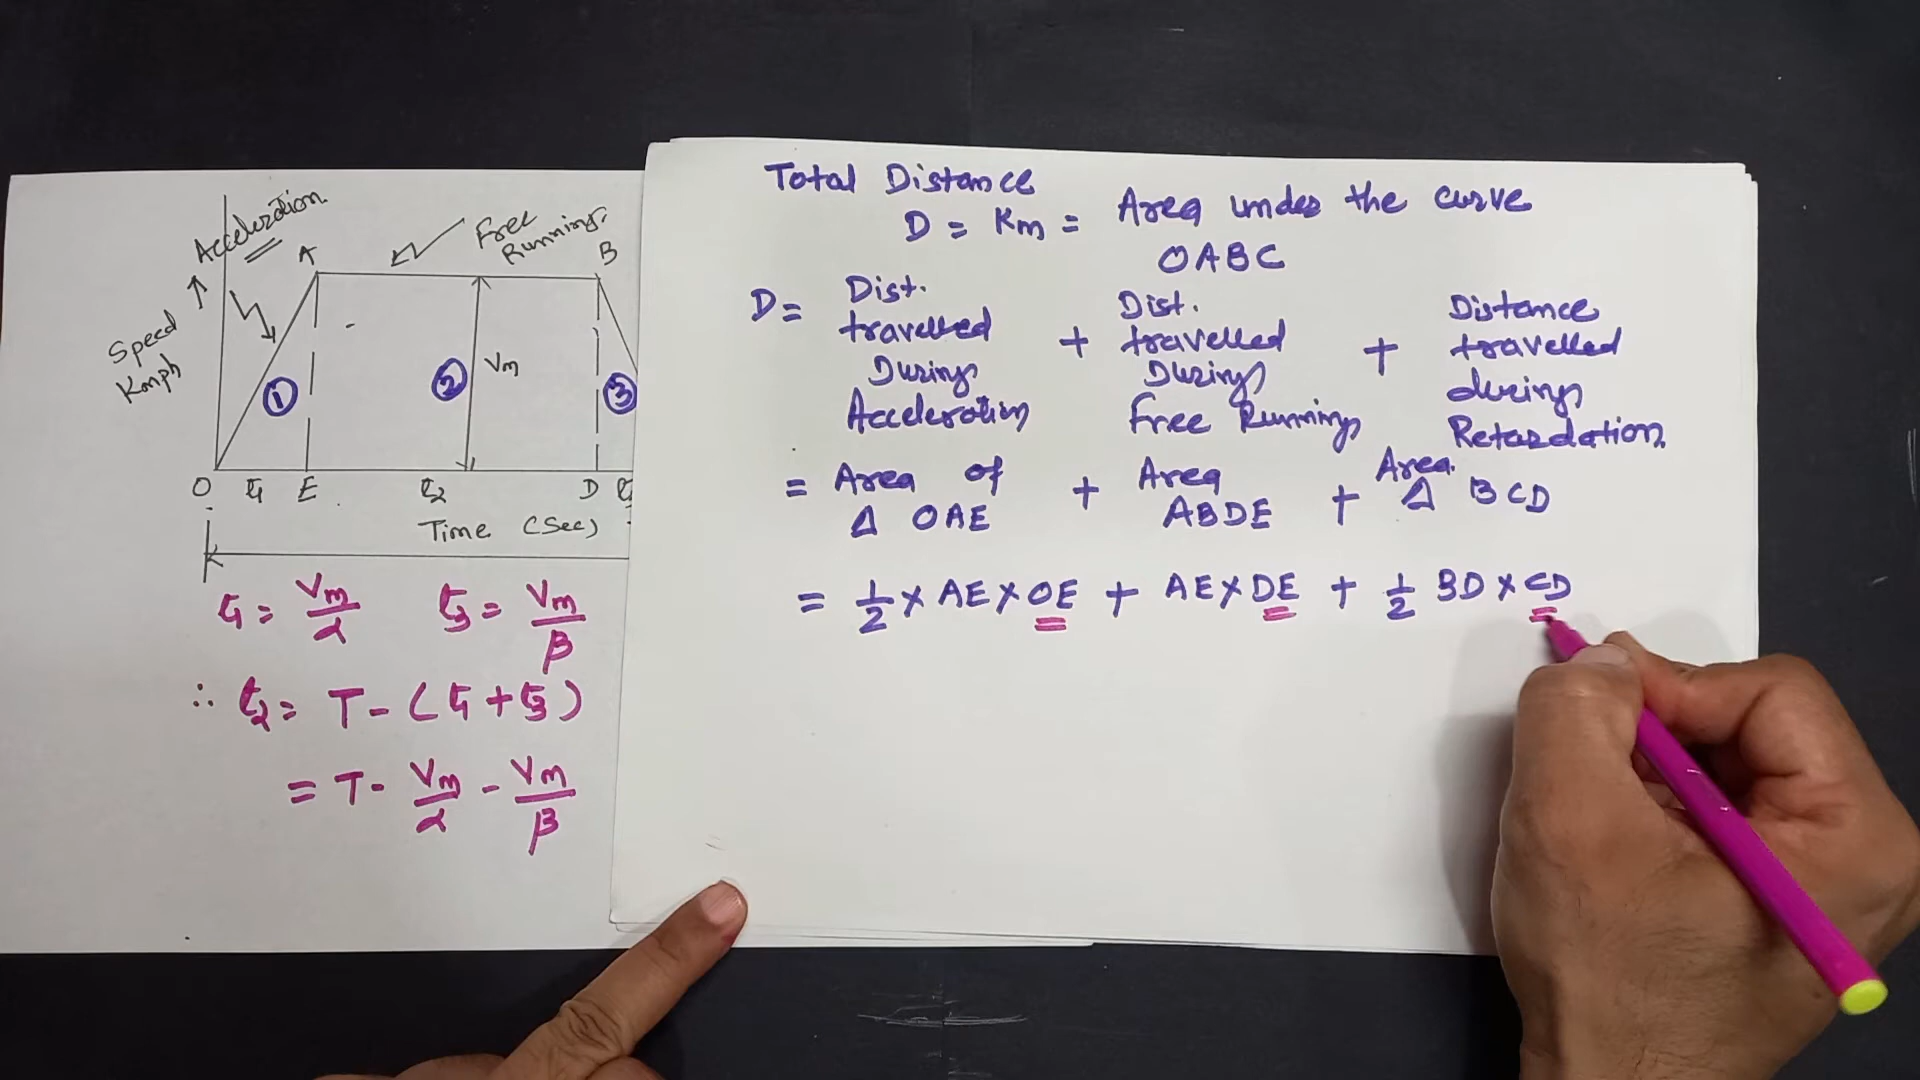 Acceleration
Free
Running.
A
B
↑
Speed
Kmph
Vm
①
②
③
O t₁ E t₂ D
Time (Sec)
t₁ = Vm/α t₃ = Vm/β
∴ t₂ = T - (t₁ + t₃)
= T - Vm/α - Vm/β
Total Distance
D = Km = Area under the curve
OABC
D = Dist. travelled During Acceleration + Dist. travelled During Free Running + Distance travelled during Retardation.
= Area of Δ OAE + Area ABDE + Area. Δ BCD
= 1/2 × AE × OE + AE × DE + 1/2 BD × CD